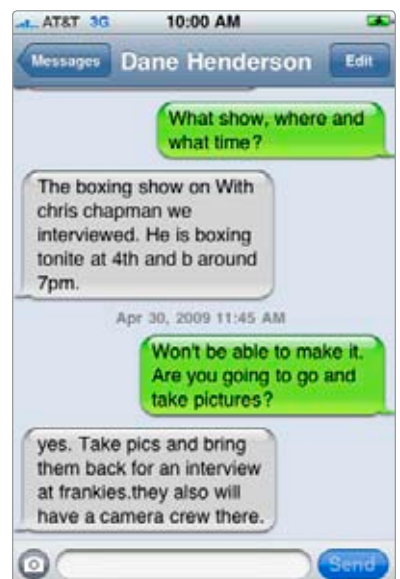 AT&T 3G 10:00 AM
Messages Dane Henderson Edit
What show, where and
what time?
The boxing show on With
chris chapman we
interviewed. He is boxing
tonite at 4th and b around
7pm.
Apr 30, 2009 11:45 AM
Won't be able to make it.
Are you going to go and
take pictures?
yes. Take pics and bring
them back for an interview
at frankies.they also will
have a camera crew there.
Send